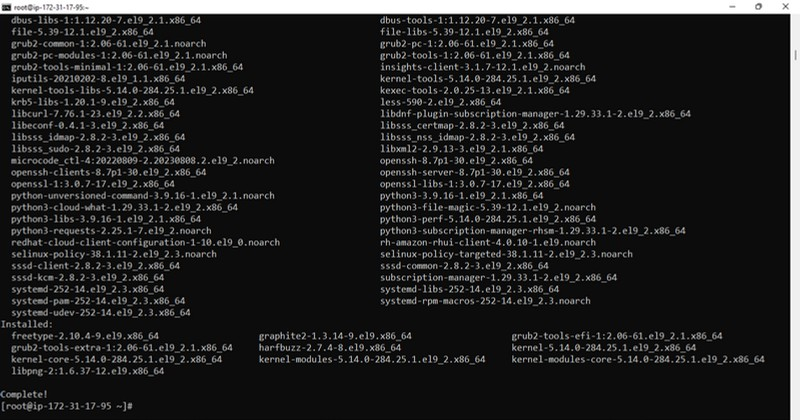 root@ip-172-31-17-95:~
dbus-libs-1:1.12.20-7.el9_2.1.x86_64 dbus-tools-1:1.12.20-7.el9_2.1.x86_64
file-5.39-12.1.el9_2.x86_64 file-libs-5.39-12.1.el9_2.x86_64
grub2-common-1:2.06-61.el9_2.1.noarch grub2-pc-1:2.06-61.el9_2.1.x86_64
grub2-pc-modules-1:2.06-61.el9_2.1.noarch grub2-tools-1:2.06-61.el9_2.1.x86_64
grub2-tools-minimal-1:2.06-61.el9_2.1.x86_64 insights-client-3.1.7-12.1.el9_2.noarch
iputils-20210202-8.el9_1.1.x86_64 kernel-tools-5.14.0-284.25.1.el9_2.x86_64
kernel-tools-libs-5.14.0-284.25.1.el9_2.x86_64 kexec-tools-2.0.25-13.el9_2.1.x86_64
krb5-libs-1.20.1-9.el9_2.x86_64 less-590-2.el9_2.x86_64
libcurl-7.76.1-23.el9_2.2.x86_64 libdnf-plugin-subscription-manager-1.29.33.1-2.el9_2.x86_64
libeconf-0.4.1-3.el9_2.x86_64 libsss_certmap-2.8.2-3.el9_2.x86_64
libsss_idmap-2.8.2-3.el9_2.x86_64 libsss_nss_idmap-2.8.2-3.el9_2.x86_64
libsss_sudo-2.8.2-3.el9_2.x86_64 libxml2-2.9.13-3.el9_2.1.x86_64
microcode_ctl-4:20220809-2.20230808.2.el9_2.noarch openssh-8.7p1-30.el9_2.x86_64
openssh-clients-8.7p1-30.el9_2.x86_64 openssh-server-8.7p1-30.el9_2.x86_64
openssl-1:3.0.7-17.el9_2.x86_64 openssl-libs-1:3.0.7-17.el9_2.x86_64
python-unversioned-command-3.9.16-1.el9_2.1.noarch python3-3.9.16-1.el9_2.1.x86_64
python3-cloud-what-1.29.33.1-2.el9_2.x86_64 python3-file-magic-5.39-12.1.el9_2.noarch
python3-libs-3.9.16-1.el9_2.1.x86_64 python3-perf-5.14.0-284.25.1.el9_2.x86_64
python3-requests-2.25.1-7.el9_2.noarch python3-subscription-manager-rhsm-1.29.33.1-2.el9_2.x86_64
redhat-cloud-client-configuration-1-10.el9_0.noarch rh-amazon-rhui-client-4.0.10-1.el9.noarch
selinux-policy-38.1.11-2.el9_2.3.noarch selinux-policy-targeted-38.1.11-2.el9_2.3.noarch
sssd-client-2.8.2-3.el9_2.x86_64 sssd-common-2.8.2-3.el9_2.x86_64
sssd-kcm-2.8.2-3.el9_2.x86_64 subscription-manager-1.29.33.1-2.el9_2.x86_64
systemd-252-14.el9_2.3.x86_64 systemd-libs-252-14.el9_2.3.x86_64
systemd-pam-252-14.el9_2.3.x86_64 systemd-rpm-macros-252-14.el9_2.3.noarch
systemd-udev-252-14.el9_2.3.x86_64
Installed:
freetype-2.10.4-9.el9.x86_64 graphite2-1.3.14-9.el9.x86_64 grub2-tools-efi-1:2.06-61.el9_2.1.x86_64
grub2-tools-extra-1:2.06-61.el9_2.1.x86_64 harfbuzz-2.7.4-8.el9.x86_64 kernel-5.14.0-284.25.1.el9_2.x86_64
kernel-core-5.14.0-284.25.1.el9_2.x86_64 kernel-modules-5.14.0-284.25.1.el9_2.x86_64 kernel-modules-core-5.14.0-284.25.1.el9_2.x86_64
libpng-2:1.6.37-12.el9.x86_64
Complete!
[root@ip-172-31-17-95 ~]#